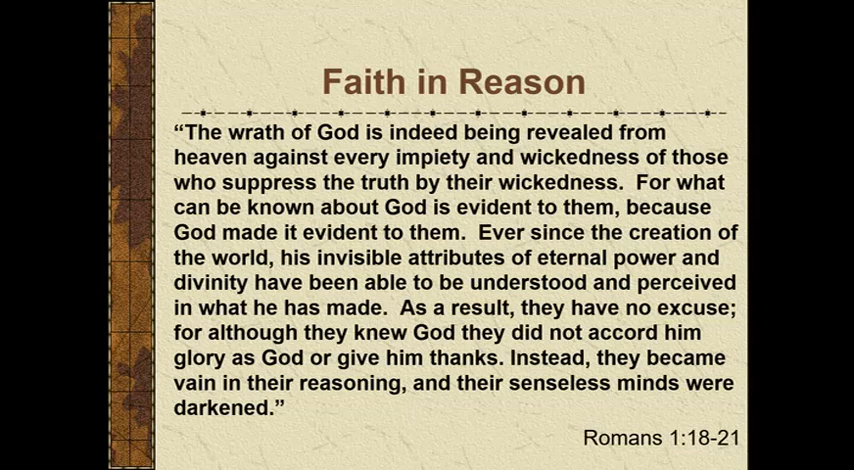 Faith in Reason
“The wrath of God is indeed being revealed from
heaven against every impiety and wickedness of those
who suppress the truth by their wickedness.  For what
can be known about God is evident to them, because
God made it evident to them.  Ever since the creation of
the world, his invisible attributes of eternal power and
divinity have been able to be understood and perceived
in what he has made.  As a result, they have no excuse;
for although they knew God they did not accord him
glory as God or give him thanks. Instead, they became
vain in their reasoning, and their senseless minds were
darkened.”
Romans 1:18-21